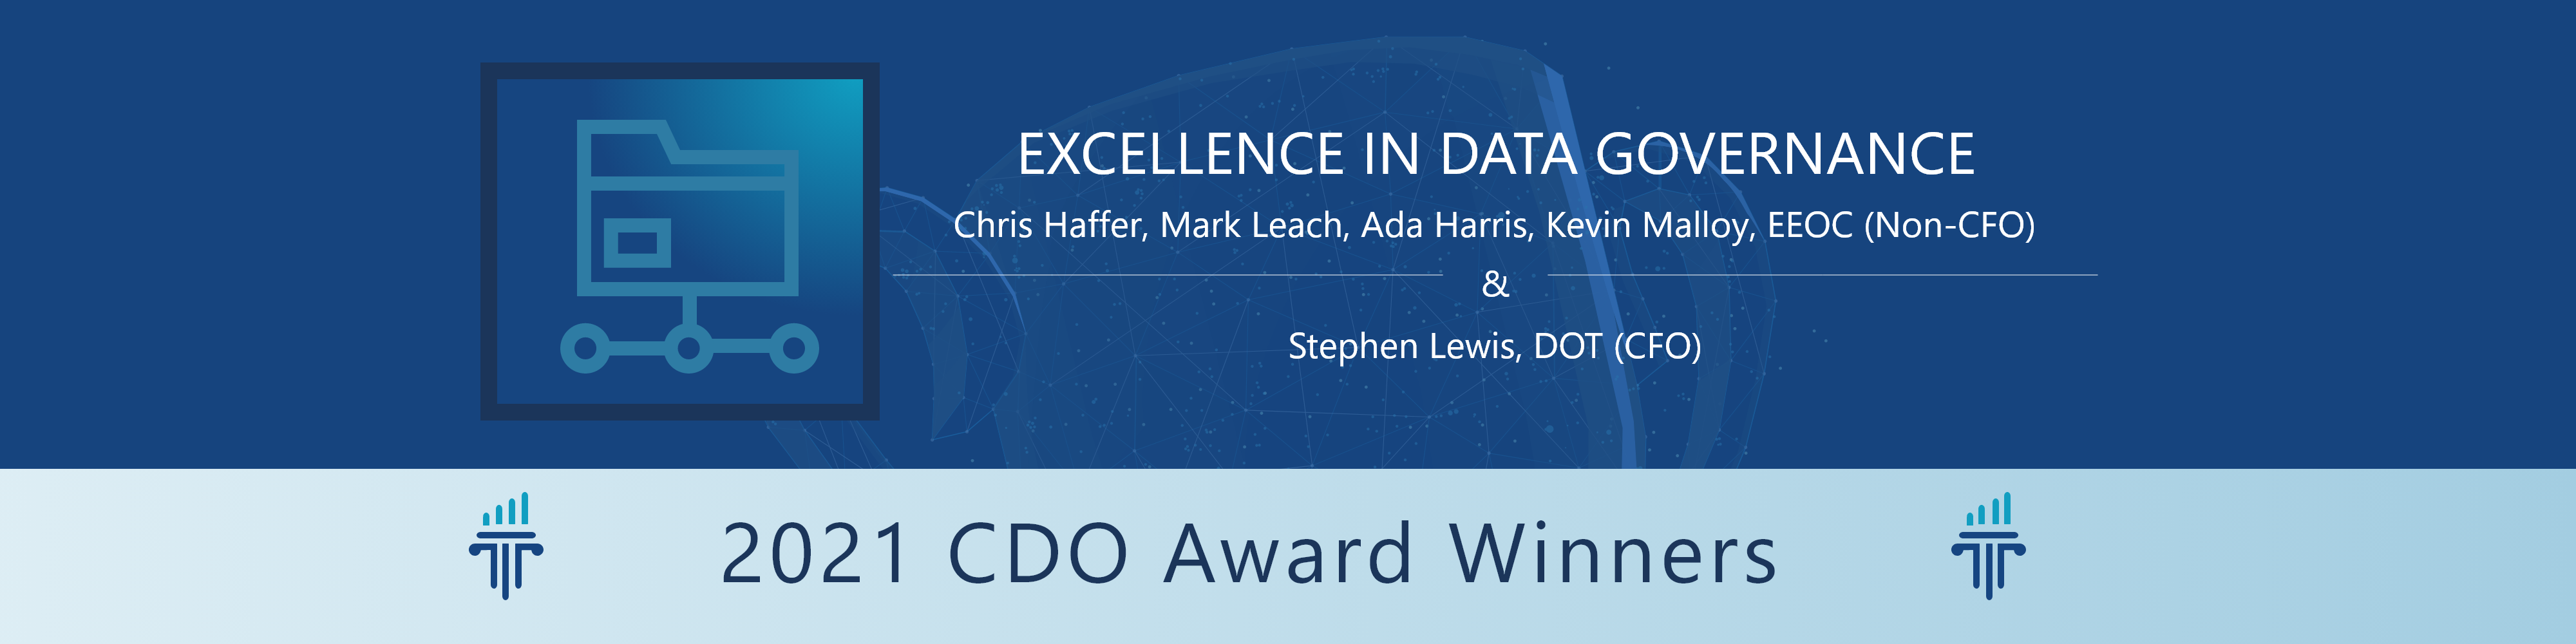 EXCELLENCE IN DATA GOVERNANCE
Chris Haffer, Mark Leach, Ada Harris, Kevin Malloy, EEOC (Non-CFO)
&
Stephen Lewis, DOT (CFO)
2021 CDO Award Winners